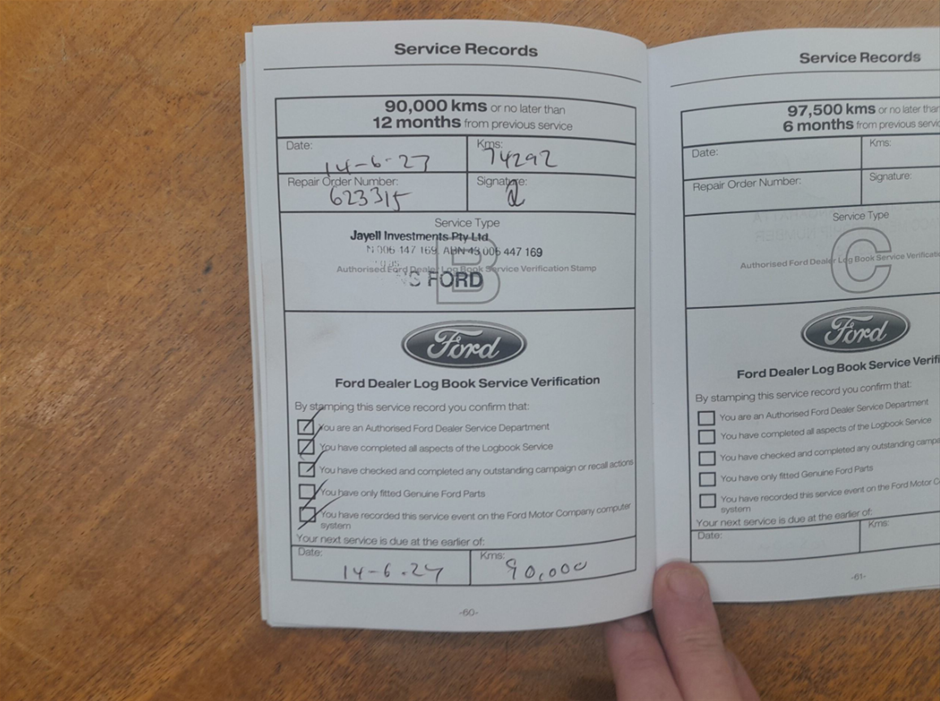 Service Records
90,000 kms or no later than
12 months from previous service
Date:
14-6-23
Kms:
74292
Repair Order Number:
623315
Signature:
Service Type
B
Jayell Investments Pty Ltd
006 147 169 ABN 43 006 447 169
Authorised Ford Dealer Log Book Service Verification Stamp
'S FORD
Ford
Ford Dealer Log Book Service Verification
By stamping this service record you confirm that:
You are an Authorised Ford Dealer Service Department
You have completed all aspects of the Logbook Service
You have checked and completed any outstanding campaign or recall actions
You have only fitted Genuine Ford Parts
You have recorded this service event on the Ford Motor Company computer
system
Your next service is due at the earlier of:
Date:
14-6-24
Kms:
90,000
-60-
Service Records
97,500 kms or no later than
6 months from previous
Date:
Kms:
Repair Order Number:
Signature:
Service Type
C
Authorised Ford Dealer Log Book Service
Ford
Ford Dealer Log Book Service
By stamping this service record you confirm that:
You are an Authorised Ford Dealer Service Department
You have completed all aspects of the Logbook Service
You have checked and completed any outstanding
You have only fitted Genuine Ford Parts
You have recorded this service event on the Ford Motor
system
Your next service is due at the earlier of:
Date:
Kms:
-61-